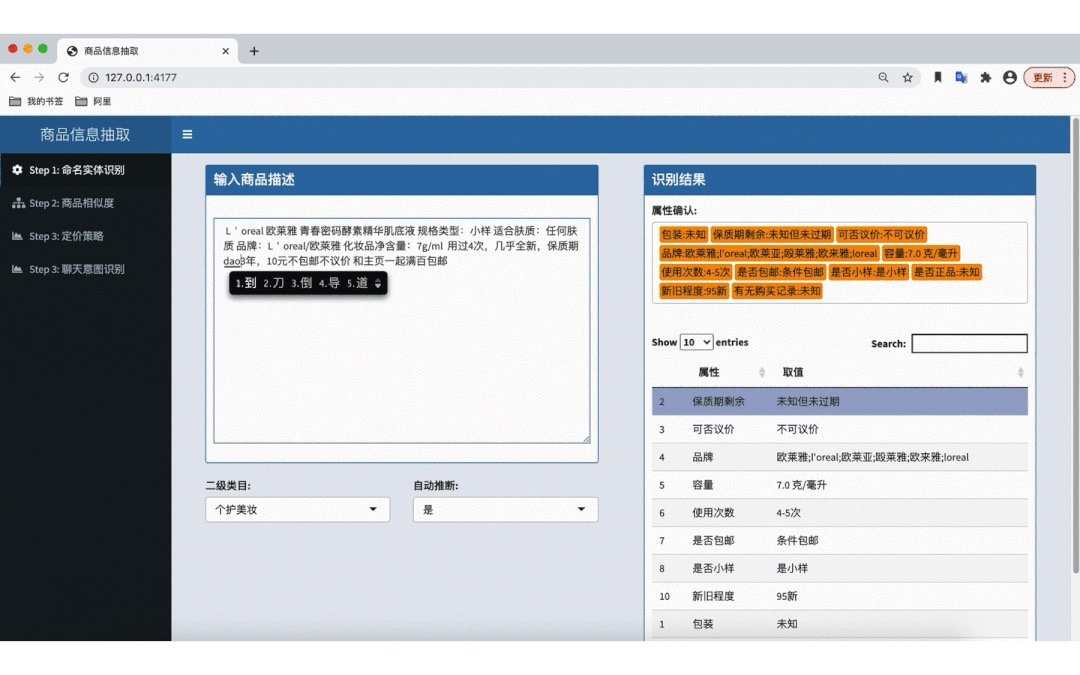 商品信息抽取
127.0.0.1:4177
更新
我的书签 阿里
商品信息抽取
Step 1: 命名实体识别
Step 2: 商品相似度
Step 3: 定价策略
Step 3: 聊天意图识别
输入商品描述
L＇oreal 欧莱雅 青春密码酵素精华肌底液 规格类型：小样 适合肤质：任何肤
质 品牌：L＇oreal/欧莱雅 化妆品净含量：7g/ml 用过4次，几乎全新，保质期
dao3年，10元不包邮不议价 和主页一起满百包邮
1.到 2.刀 3.倒 4.导 5.道
二级类目:
个护美妆
自动推断:
是
识别结果
属性确认:
包装:未知 保质期剩余:未知但未过期 可否议价:不可议价
品牌:欧莱雅;l'oreal;欧莱亚;殴莱雅;欧来雅;loreal 容量:7.0 克/毫升
使用次数:4-5次 是否包邮:条件包邮 是否小样:是小样 是否正品:未知
新旧程度:95新 有无购买记录:未知
Show 10 entries
Search:
属性 取值
2 保质期剩余 未知但未过期
3 可否议价 不可议价
4 品牌 欧莱雅;l'oreal;欧莱亚;殴莱雅;欧来雅;loreal
5 容量 7.0 克/毫升
6 使用次数 4-5次
7 是否包邮 条件包邮
8 是否小样 是小样
10 新旧程度 95新
1 包装 未知